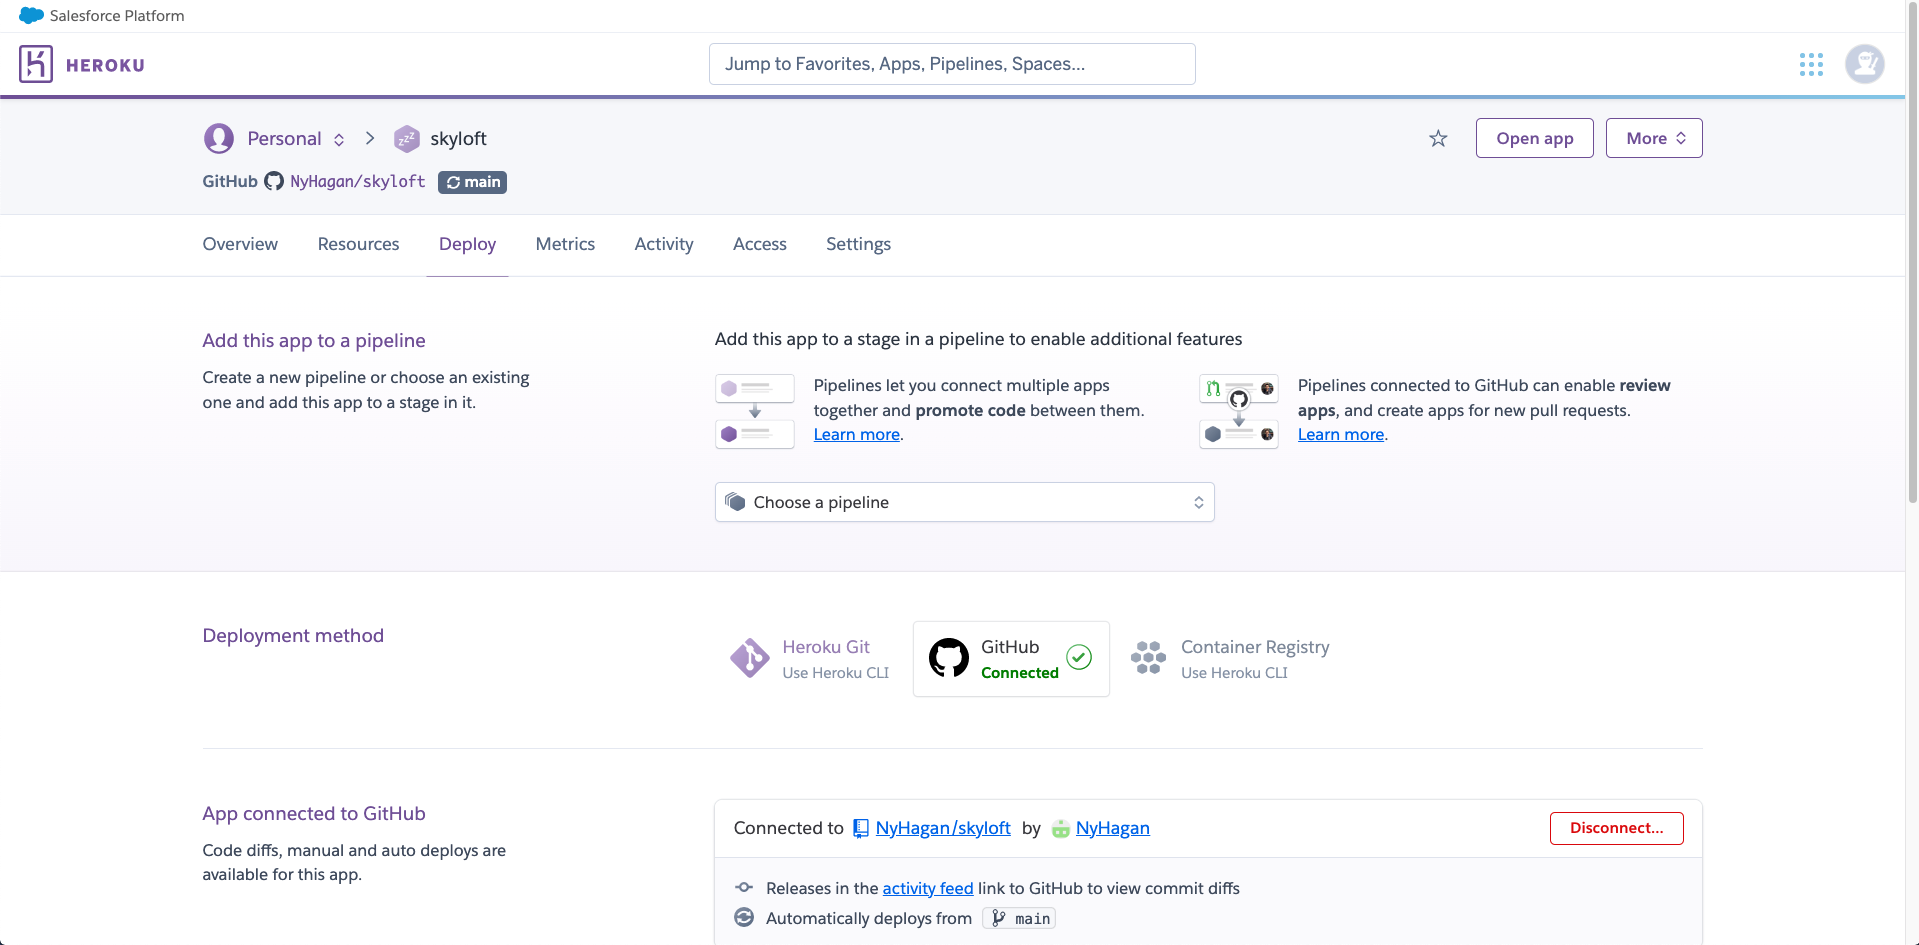 Salesforce Platform
HEROKU
Jump to Favorites, Apps, Pipelines, Spaces...
Personal
skyloft
Open app
More
GitHub NyHagan/skyloft main
Overview Resources Deploy Metrics Activity Access Settings
Add this app to a pipeline
Create a new pipeline or choose an existing
one and add this app to a stage in it.
Add this app to a stage in a pipeline to enable additional features
Pipelines let you connect multiple apps
together and promote code between them.
Learn more.
Pipelines connected to GitHub can enable review
apps, and create apps for new pull requests.
Learn more.
Choose a pipeline
Deployment method
Heroku Git
Use Heroku CLI
GitHub
Connected
Container Registry
Use Heroku CLI
App connected to GitHub
Code diffs, manual and auto deploys are
available for this app.
Connected to NyHagan/skyloft by NyHagan
Disconnect...
Releases in the activity feed link to GitHub to view commit diffs
Automatically deploys from main